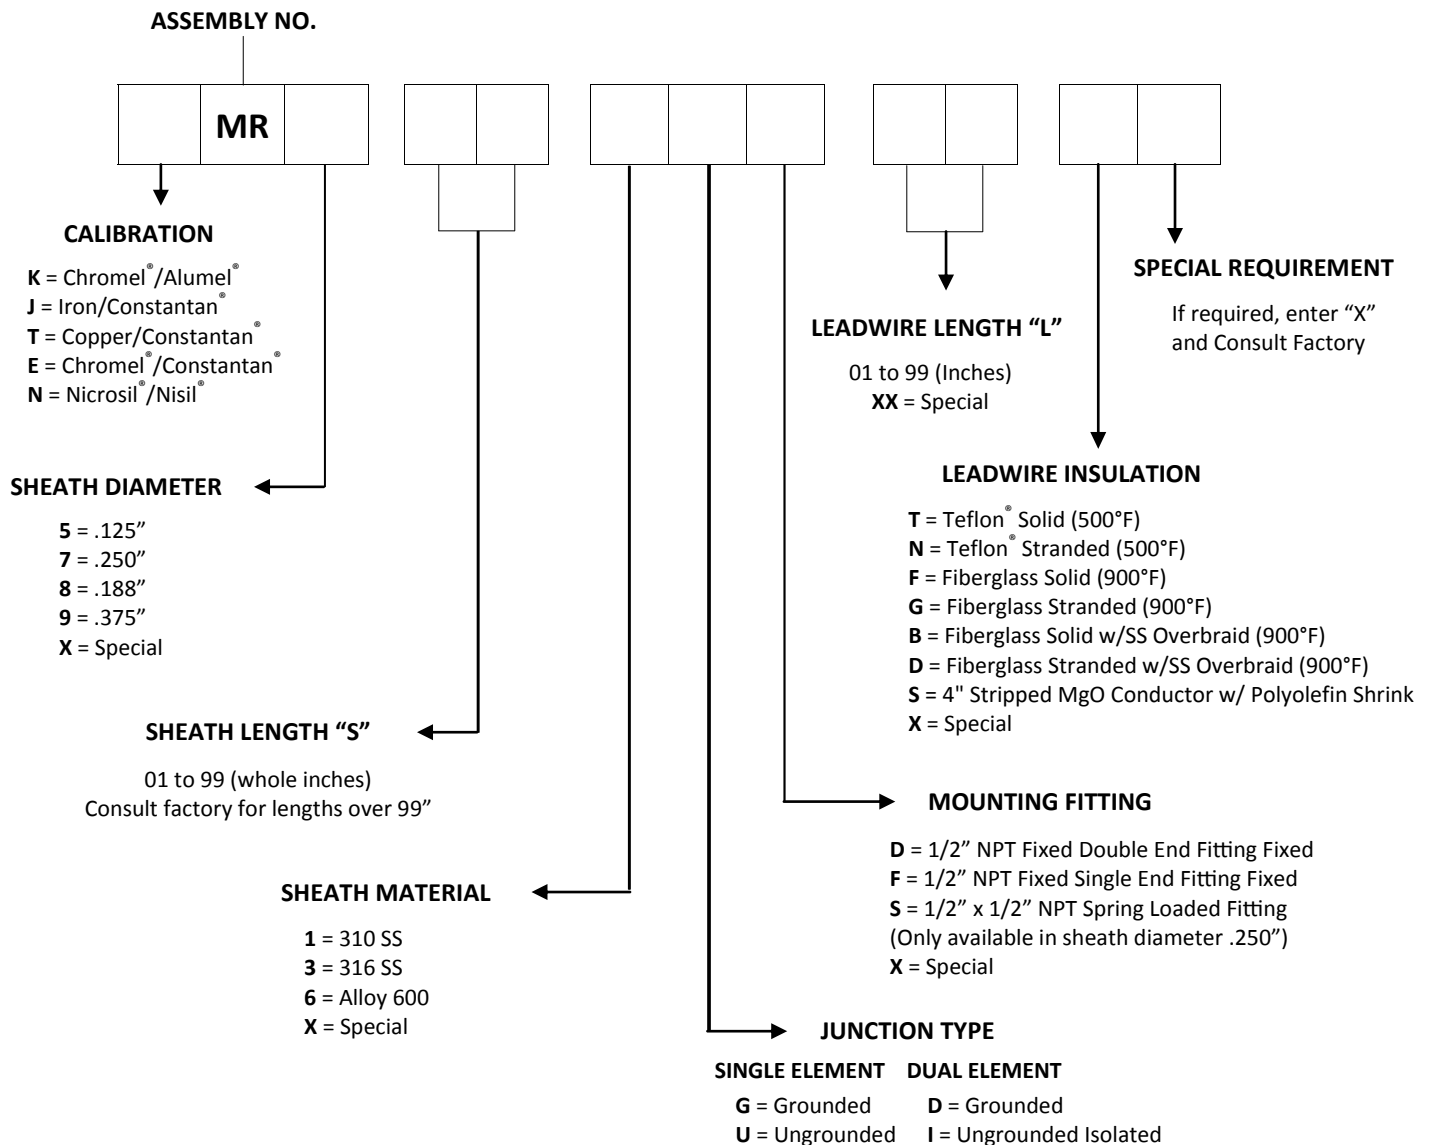 ASSEMBLY NO.
MR
CALIBRATION
K = Chromel®/Alumel®
J = Iron/Constantan®
T = Copper/Constantan®
E = Chromel®/Constantan®
N = Nicrosil®/Nisil®
SHEATH DIAMETER
5 = .125”
7 = .250”
8 = .188”
9 = .375”
X = Special
SHEATH LENGTH “S”
01 to 99 (whole inches)
Consult factory for lengths over 99”
SHEATH MATERIAL
1 = 310 SS
3 = 316 SS
6 = Alloy 600
X = Special
JUNCTION TYPE
SINGLE ELEMENT DUAL ELEMENT
G = Grounded D = Grounded
U = Ungrounded I = Ungrounded Isolated
MOUNTING FITTING
D = 1/2” NPT Fixed Double End Fitting Fixed
F = 1/2” NPT Fixed Single End Fitting Fixed
S = 1/2” x 1/2” NPT Spring Loaded Fitting
(Only available in sheath diameter .250”)
X = Special
LEADWIRE LENGTH “L”
01 to 99 (Inches)
XX = Special
LEADWIRE INSULATION
T = Teflon® Solid (500°F)
N = Teflon® Stranded (500°F)
F = Fiberglass Solid (900°F)
G = Fiberglass Stranded (900°F)
B = Fiberglass Solid w/SS Overbraid (900°F)
D = Fiberglass Stranded w/SS Overbraid (900°F)
S = 4" Stripped MgO Conductor w/ Polyolefin Shrink
X = Special
SPECIAL REQUIREMENT
If required, enter “X”
and Consult Factory